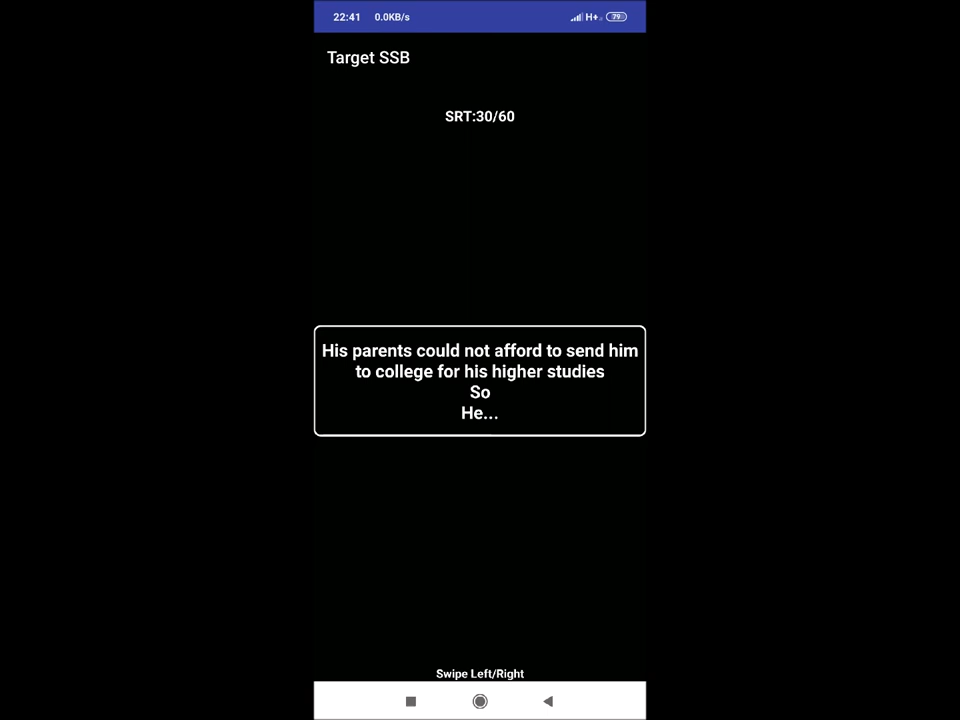 22:41 0.0KB/s H+ 79
Target SSB
SRT:30/60
His parents could not afford to send him
to college for his higher studies
So
He...
Swipe Left/Right